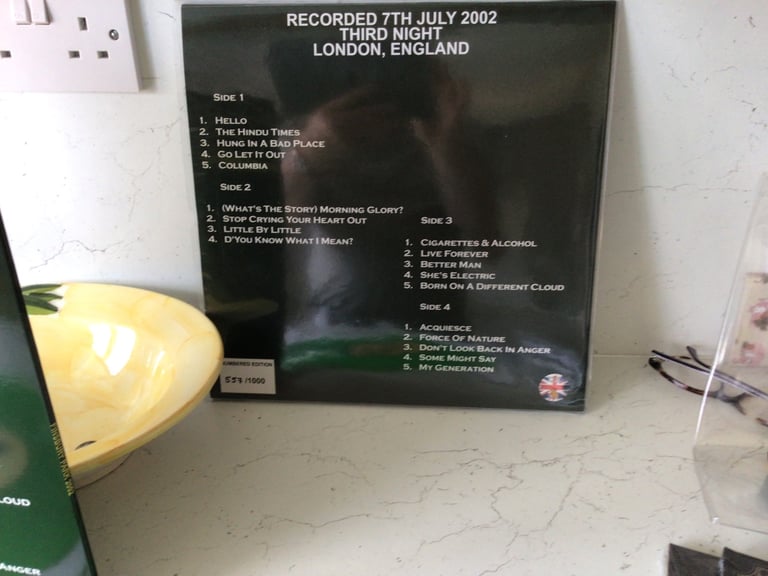 RECORDED 7TH JULY 2002
THIRD NIGHT
LONDON, ENGLAND
SIDE 1
1. HELLO
2. THE HINDU TIMES
3. HUNG IN A BAD PLACE
4. GO LET IT OUT
5. COLUMBIA
SIDE 2
1. (WHAT'S THE STORY) MORNING GLORY?
2. STOP CRYING YOUR HEART OUT
3. LITTLE BY LITTLE
4. D'YOU KNOW WHAT I MEAN?
SIDE 3
1. CIGARETTES & ALCOHOL
2. LIVE FOREVER
3. BETTER MAN
4. SHE'S ELECTRIC
5. BORN ON A DIFFERENT CLOUD
SIDE 4
1. ACQUIESCE
2. FORCE OF NATURE
3. DON'T LOOK BACK IN ANGER
4. SOME MIGHT SAY
5. MY GENERATION
NUMBERED EDITION
557/1000
FINSBURY PARK 2002
LOUD
ANGER